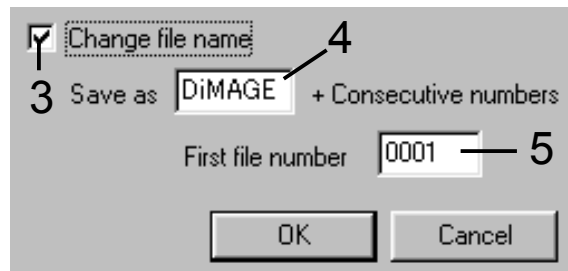 Change file name 4
3 Save as DiMAGE + Consecutive numbers
First file number 0001 5
OK Cancel